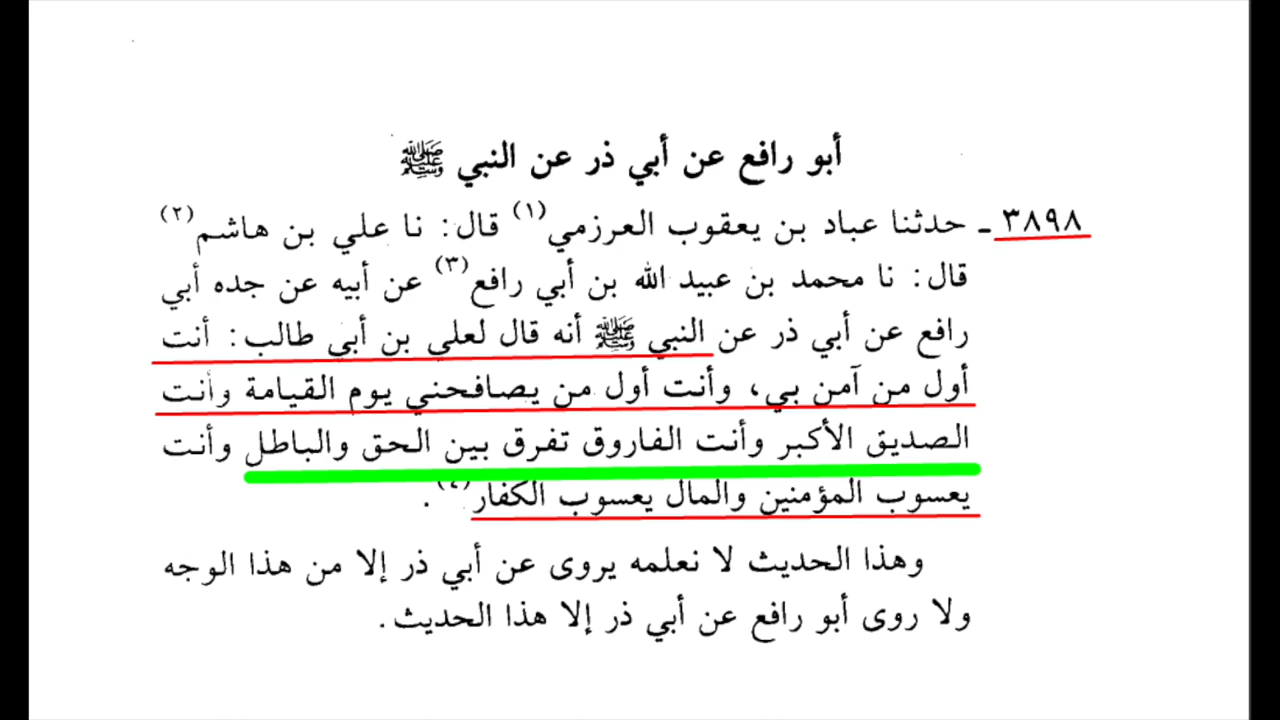 أبو رافع عن أبي ذر عن النبي ﷺ
٣٨٩٨ ـ حدثنا عباد بن يعقوب العرزمي(١) قال: نا علي بن هاشم(٢)
قال: نا محمد بن عبيد الله بن أبي رافع(٣) عن أبيه عن جده أبي
رافع عن أبي ذر عن النبي ﷺ أنه قال لعلي بن أبي طالب: أنت
أول من آمن بي، وأنت أول من يصافحني يوم القيامة وأنت
الصديق الأكبر وأنت الفاروق تفرق بين الحق والباطل وأنت
يعسوب المؤمنين والمال يعسوب الكفار(٤).
وهذا الحديث لا نعلمه يروى عن أبي ذر إلا من هذا الوجه
ولا روى أبو رافع عن أبي ذر إلا هذا الحديث.